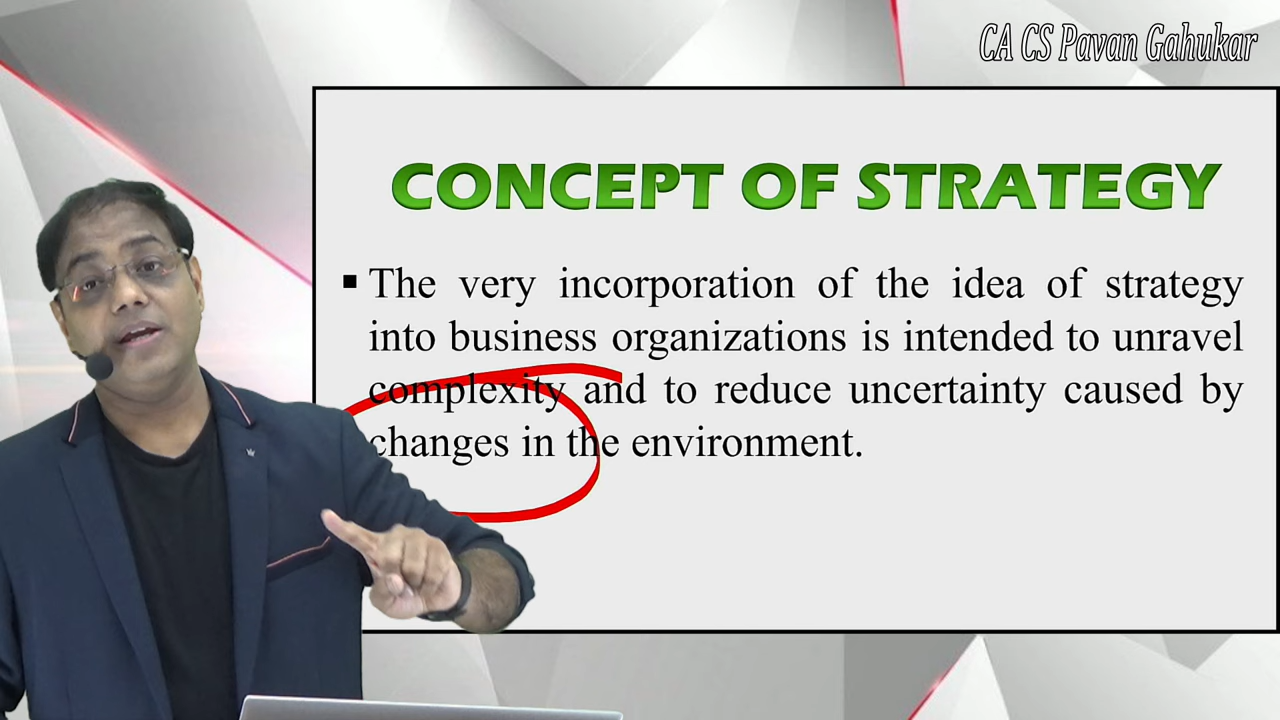 CA CS Pavan Gahukar
CONCEPT OF STRATEGY
▪ The very incorporation of the idea of strategy
into business organizations is intended to unravel
complexity and to reduce uncertainty caused by
changes in the environment.